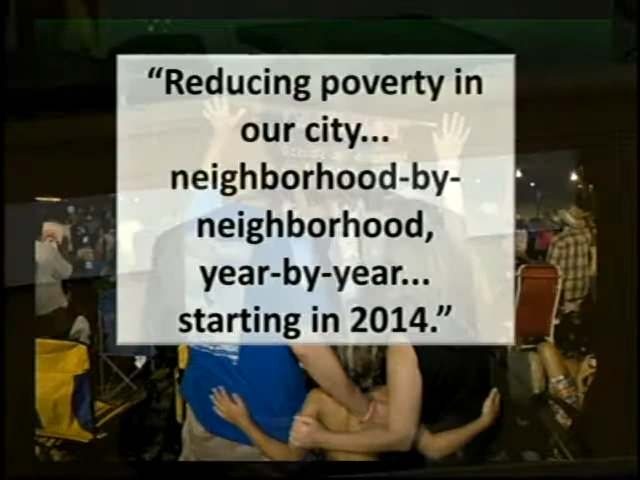 “Reducing poverty in
our city...
neighborhood-by-
neighborhood,
year-by-year...
starting in 2014.”